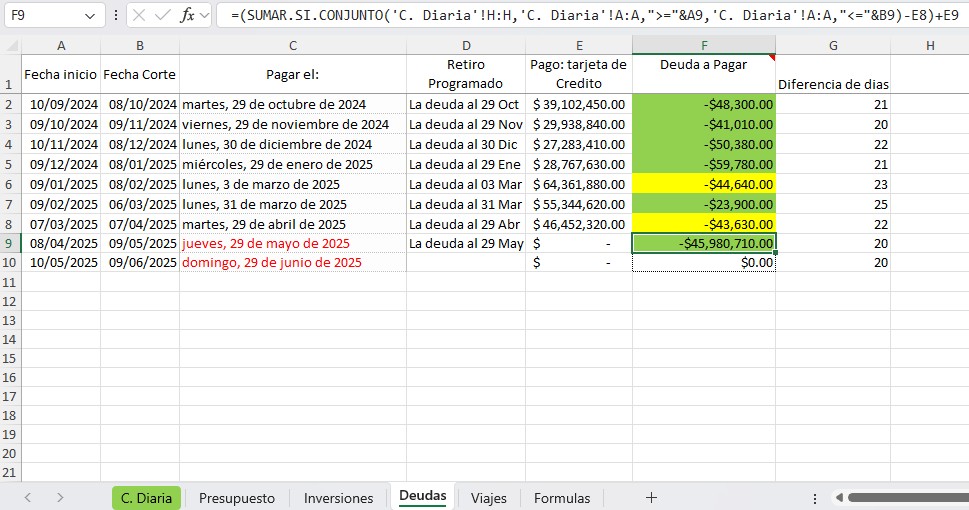 F9 fx =(SUMAR.SI.CONJUNTO('C. Diaria'!H:H,'C. Diaria'!A:A,">="&A9,'C. Diaria'!A:A,"<="&B9)-E8)+E9
A B C D E F G H
1 Fecha inicio Fecha Corte Pagar el: Retiro Programado Pago: tarjeta de Credito Deuda a Pagar Diferencia de dias
2 10/09/2024 08/10/2024 martes, 29 de octubre de 2024 La deuda al 29 Oct $ 39,102,450.00 -$48,300.00 21
3 09/10/2024 09/11/2024 viernes, 29 de noviembre de 2024 La deuda al 29 Nov $ 29,938,840.00 -$41,010.00 20
4 10/11/2024 08/12/2024 lunes, 30 de diciembre de 2024 La deuda al 30 Dic $ 27,283,410.00 -$50,380.00 22
5 09/12/2024 08/01/2025 miércoles, 29 de enero de 2025 La deuda al 29 Ene $ 28,767,630.00 -$59,780.00 21
6 09/01/2025 08/02/2025 lunes, 3 de marzo de 2025 La deuda al 03 Mar $ 64,361,880.00 -$44,640.00 23
7 09/02/2025 06/03/2025 lunes, 31 de marzo de 2025 La deuda al 31 Mar $ 55,344,620.00 -$23,900.00 25
8 07/03/2025 07/04/2025 martes, 29 de abril de 2025 La deuda al 29 Abr $ 46,452,320.00 -$43,630.00 22
9 08/04/2025 09/05/2025 jueves, 29 de mayo de 2025 La deuda al 29 May $ - -$45,980,710.00 20
10 10/05/2025 09/06/2025 domingo, 29 de junio de 2025 $ - $0.00 20
11
12
13
14
15
16
17
18
19
20
21
C. Diaria Presupuesto Inversiones Deudas Viajes Formulas +